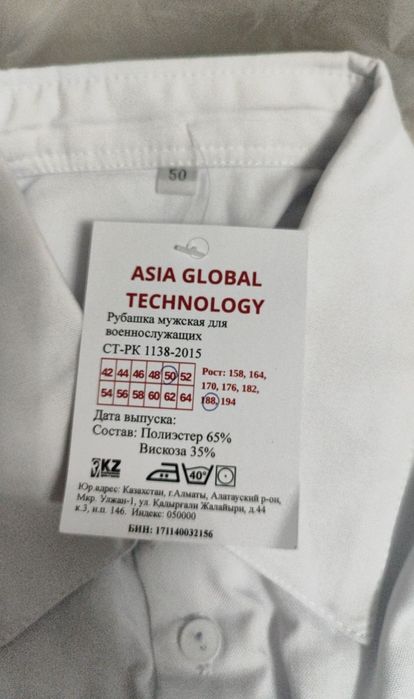 50
ASIA GLOBAL
TECHNOLOGY
Рубашка мужская для
военнослужащих
СТ-РК 1138-2015
42 44 46 48 50 52
54 56 58 60 62 64
Рост: 158, 164,
170, 176, 182,
188, 194
Дата выпуска:
Состав: Полиэстер 65%
Вискоза 35%
KZ
40°
Юр.адрес: Казахстан, г.Алматы, Алатауский р-он,
Мкр. Улжан-1, ул. Қадырғали Жалайыри, д.44
к.3, н.п. 146. Индекс: 050000
БИН: 171140032156